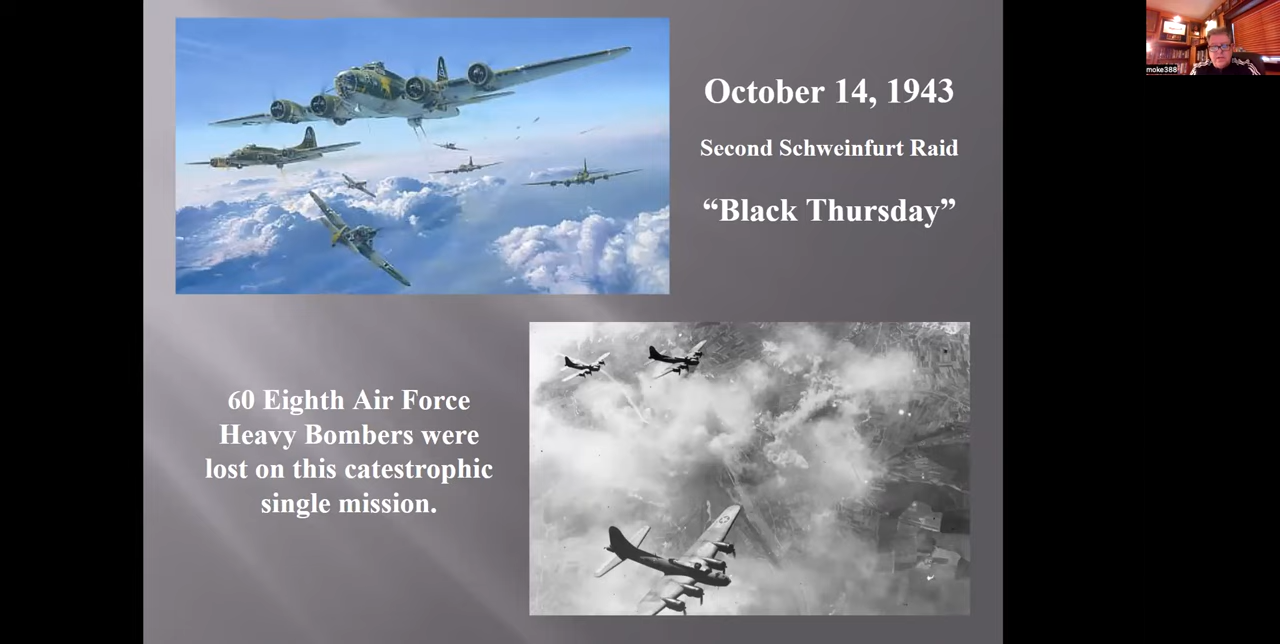 October 14, 1943
Second Schweinfurt Raid
“Black Thursday”
60 Eighth Air Force
Heavy Bombers were
lost on this catestrophic
single mission.
moke388